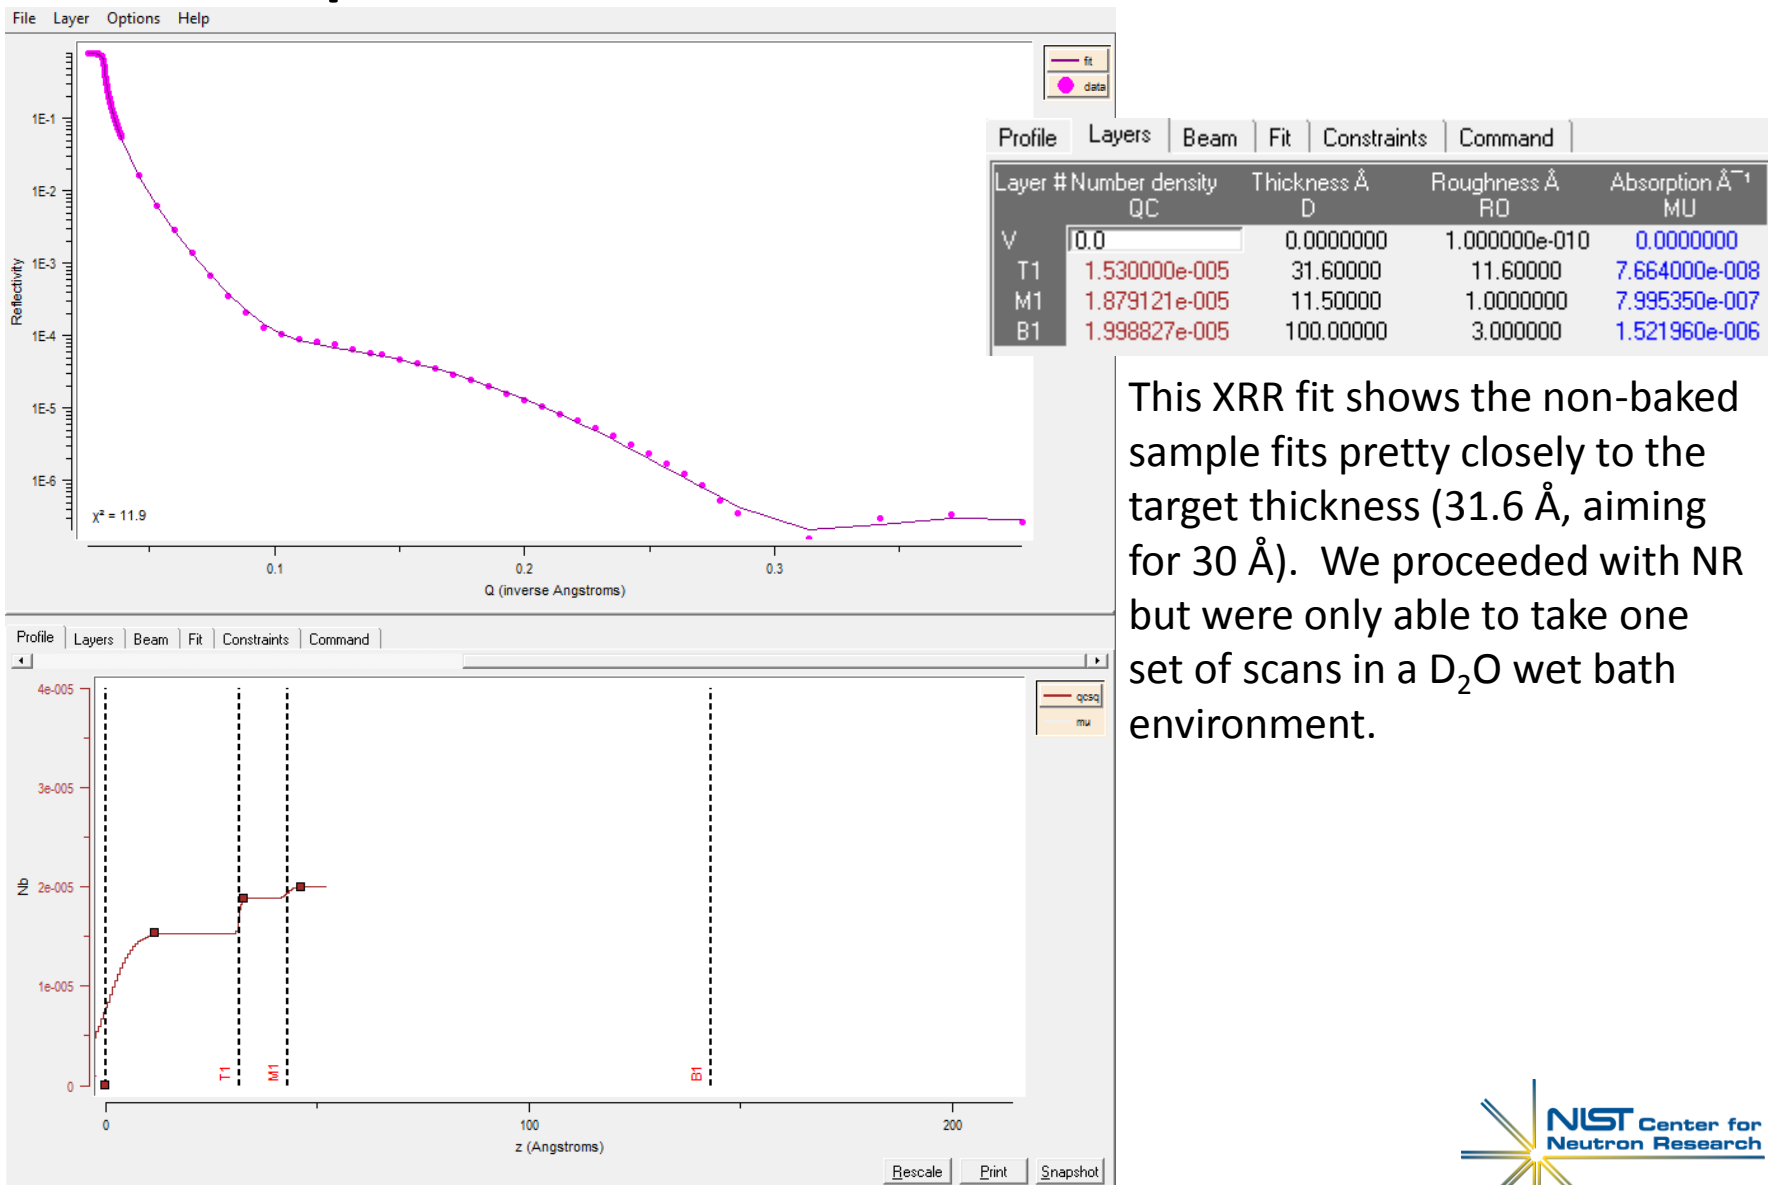 File Layer Options Help
fit
data
1E-1
1E-2
1E-3
1E-4
1E-5
1E-6
Reflectivity
χ² = 11.9
0.1 0.2 0.3
Q (inverse Angstroms)
Profile Layers Beam Fit Constraints Command
Layer # Number density Thickness Å Roughness Å Absorption Å⁻¹
QC D RO MU
V 0.0 0.0000000 1.000000e-010 0.0000000
T1 1.530000e-005 31.60000 11.60000 7.664000e-008
M1 1.879121e-005 11.50000 1.0000000 7.995350e-007
B1 1.998827e-005 100.00000 3.000000 1.521960e-006
This XRR fit shows the non-baked
sample fits pretty closely to the
target thickness (31.6 Å, aiming
for 30 Å). We proceeded with NR
but were only able to take one
set of scans in a D₂O wet bath
environment.
Profile Layers Beam Fit Constraints Command
qcsq
mu
4e-005
3e-005
2e-005
1e-005
0
Nb
T1 M1 B1
0 100 200
z (Angstroms)
Rescale Print Snapshot
NIST Center for
Neutron Research